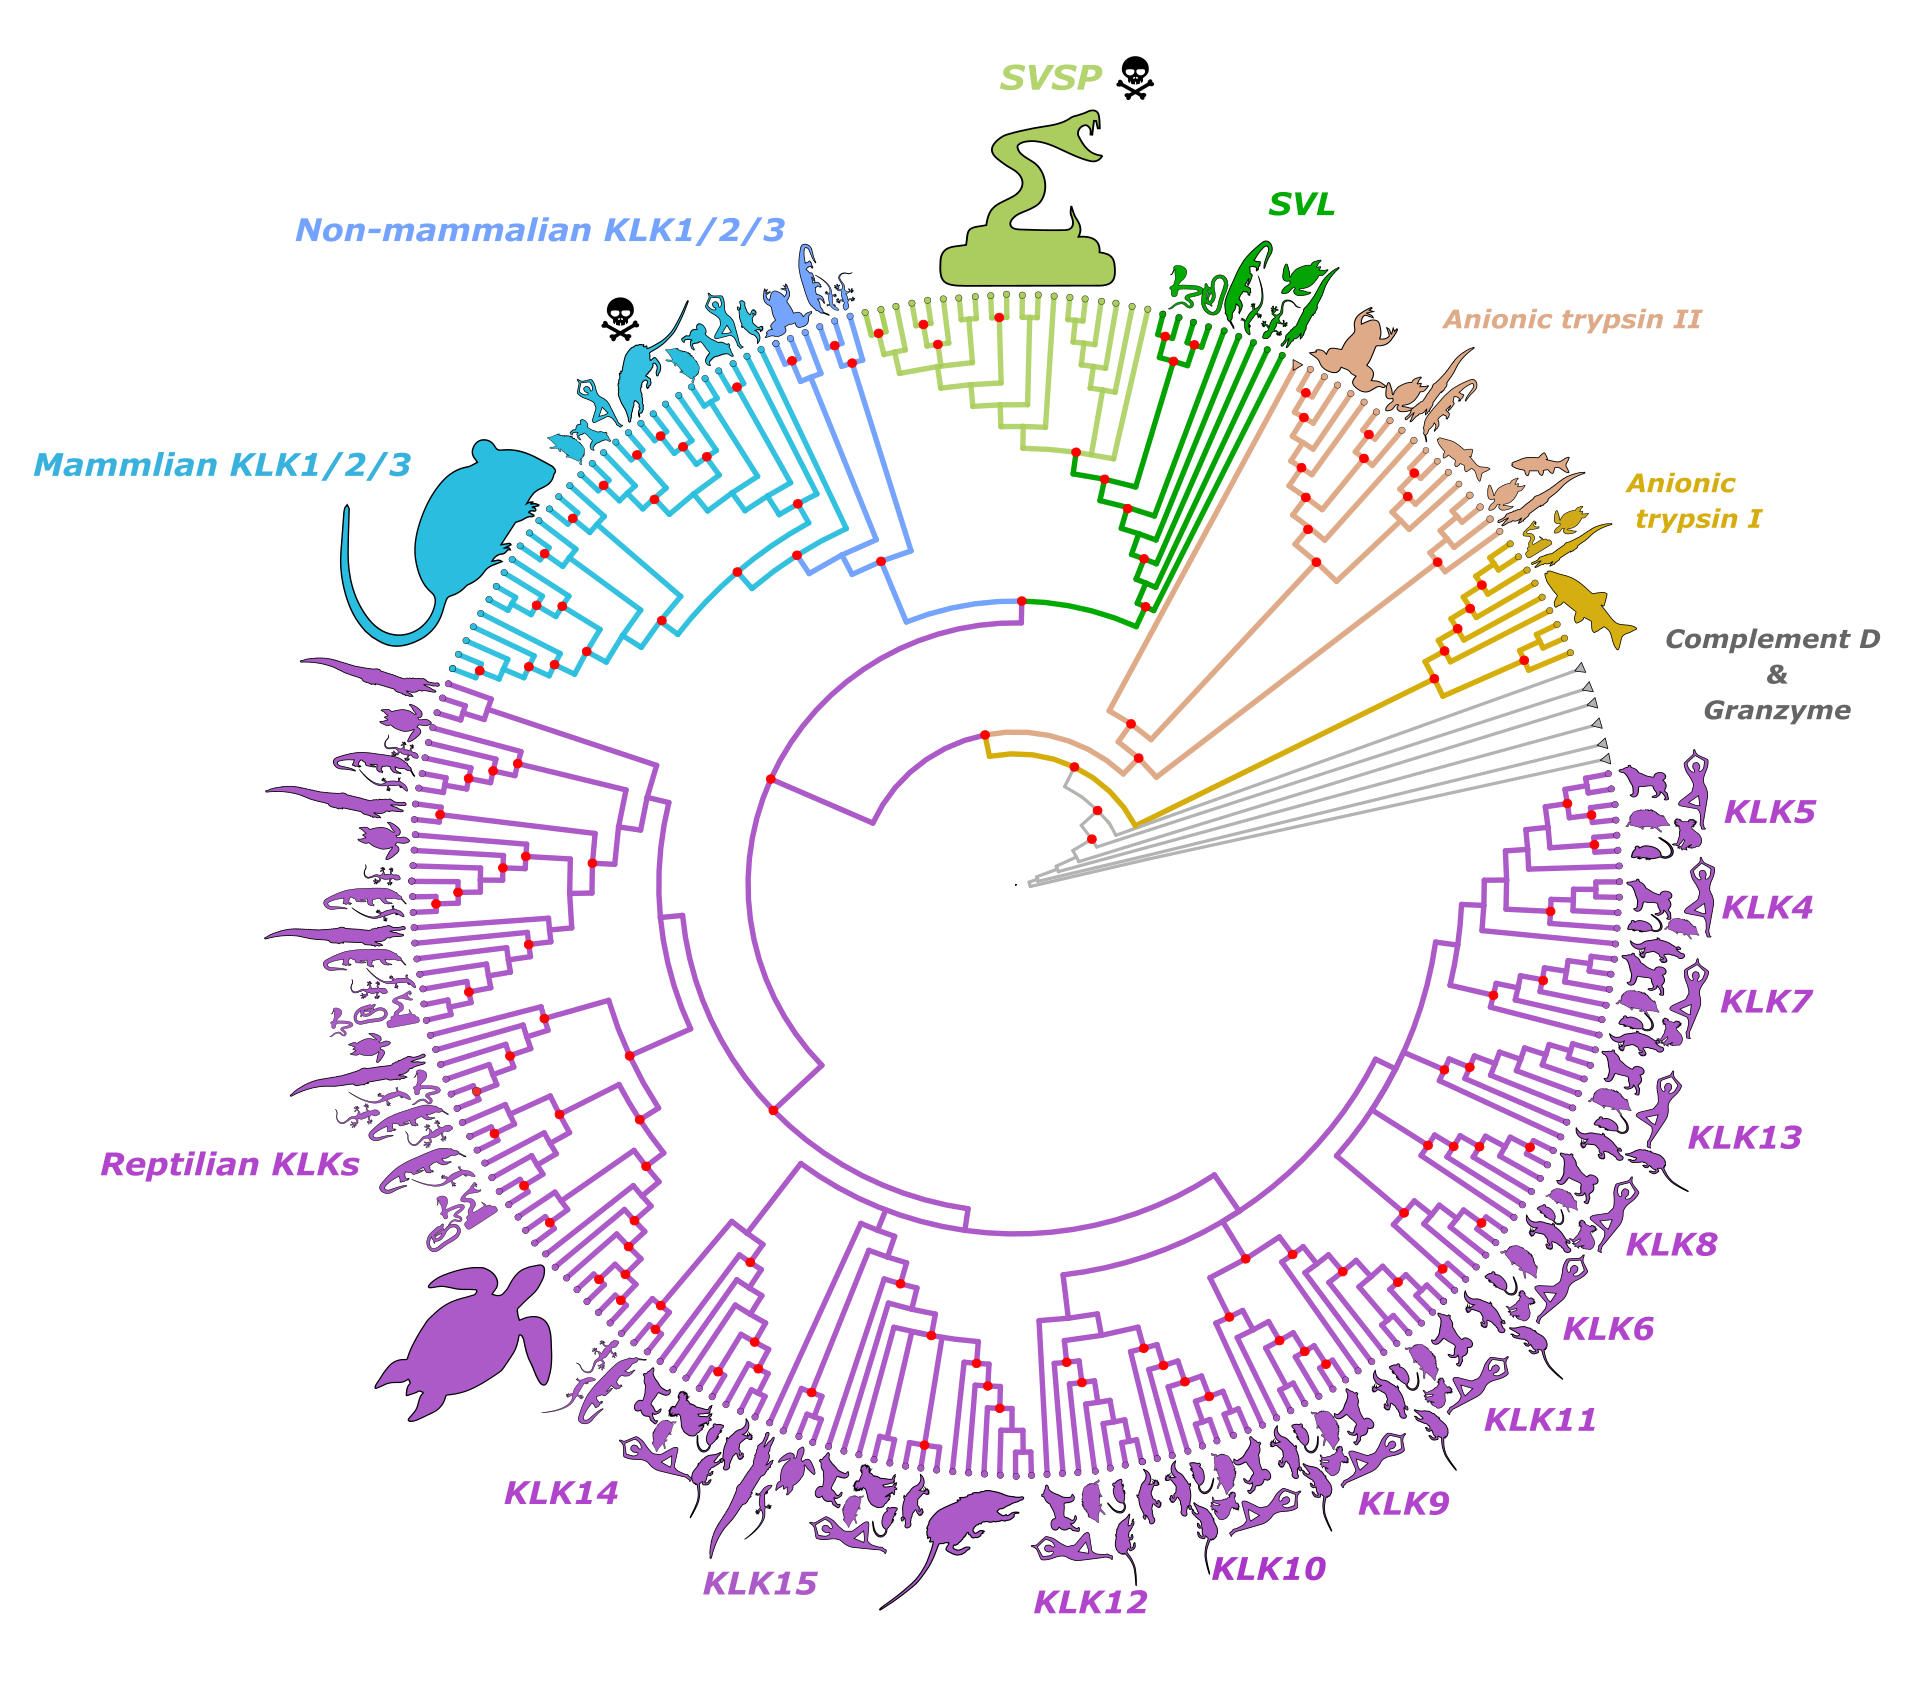 SVSP
SVL
Non-mammalian KLK1/2/3
Anionic trypsin II
Mammlian KLK1/2/3
Anionic
trypsin I
Complement D
&
Granzyme
KLK5
KLK4
KLK7
KLK13
Reptilian KLKs
KLK8
KLK6
KLK11
KLK14
KLK9
KLK15
KLK10
KLK12